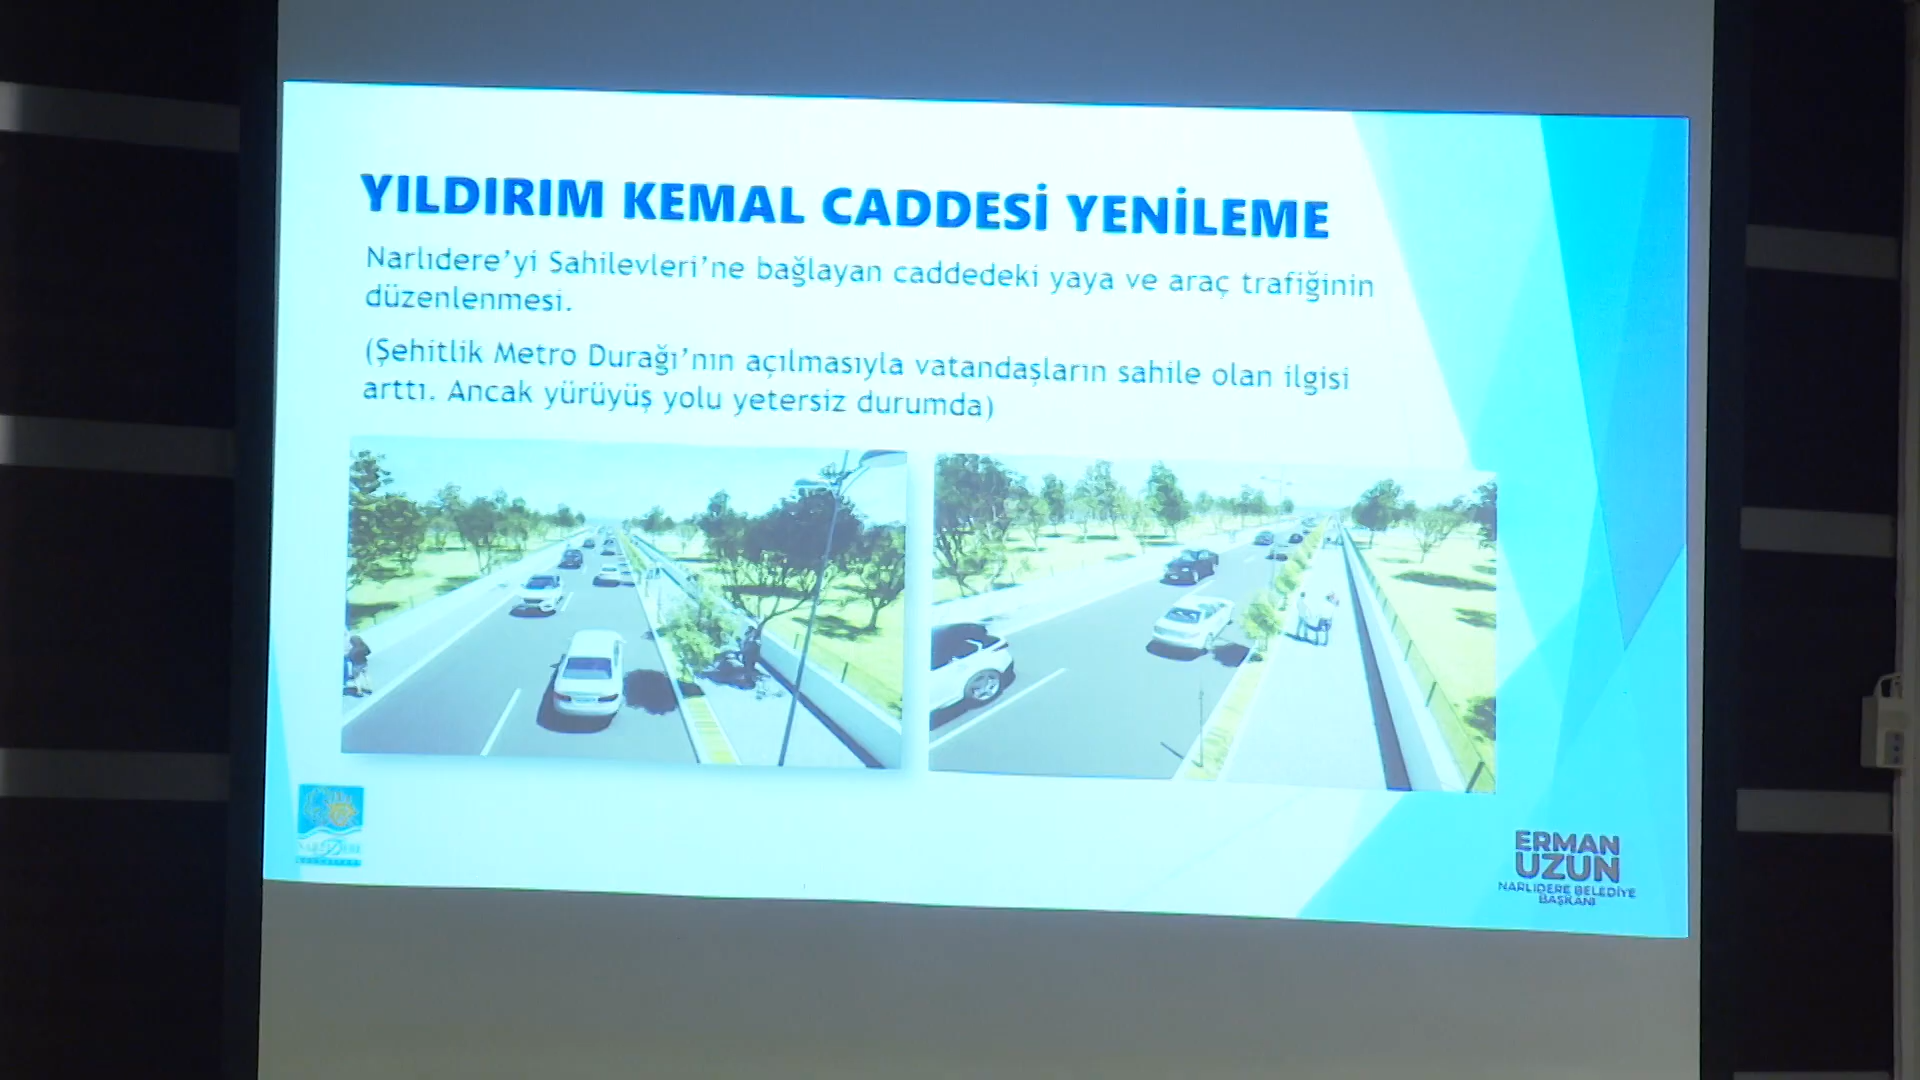 YILDIRIM KEMAL CADDESİ YENİLEME
Narlıdere'yi Sahilevleri'ne bağlayan caddedeki yaya ve araç trafiğinin
düzenlenmesi.
(Şehitlik Metro Durağı'nın açılmasıyla vatandaşların sahile olan ilgisi
arttı. Ancak yürüyüş yolu yetersiz durumda)
NARLIDERE
ERMAN
UZUN
NARLIDERE BELEDİYE
BAŞKANI